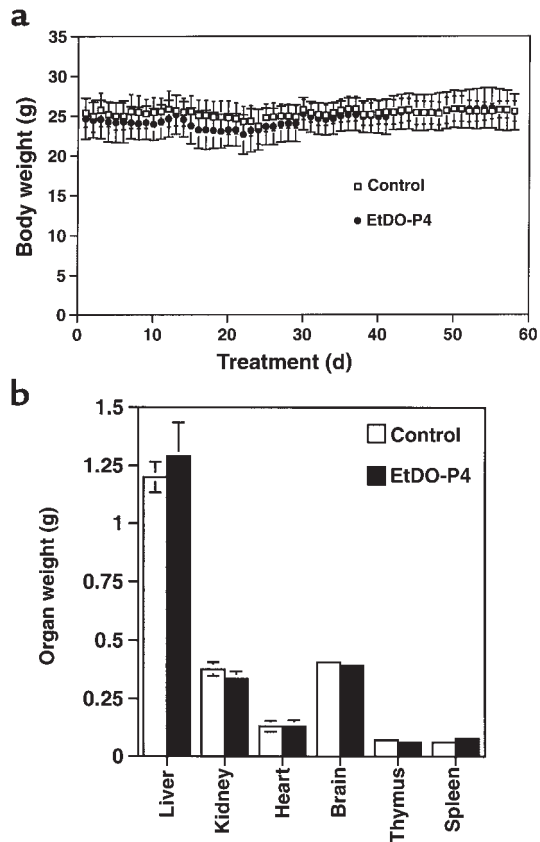 a
Body weight (g)
35
30
25
20
15
10
5
0
Control
EtDO-P4
0 10 20 30 40 50 60
Treatment (d)
b
Organ weight (g)
1.5
1.25
1
0.75
0.5
0.25
0
Control
EtDO-P4
Liver
Kidney
Heart
Brain
Thymus
Spleen